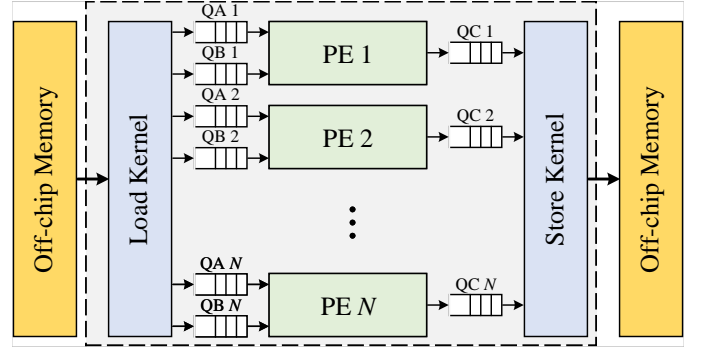 Off-chip Memory
Load Kernel
QA 1
QB 1
PE 1
QC 1
QA 2
QB 2
PE 2
QC 2
QA N
QB N
PE N
QC N
Store Kernel
Off-chip Memory